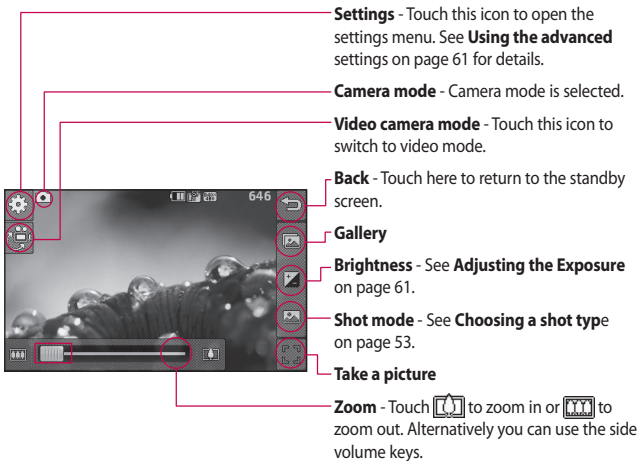 Settings - Touch this icon to open the
settings menu. See Using the advanced
settings on page 61 for details.
Camera mode - Camera mode is selected.
Video camera mode - Touch this icon to
switch to video mode.
Back - Touch here to return to the standby
screen.
646
Gallery
Brightness - See Adjusting the Exposure
on page 61.
Shot mode - See Choosing a shot type
on page 53.
Take a picture
Zoom - Touch to zoom in or to
zoom out. Alternatively you can use the side
volume keys.